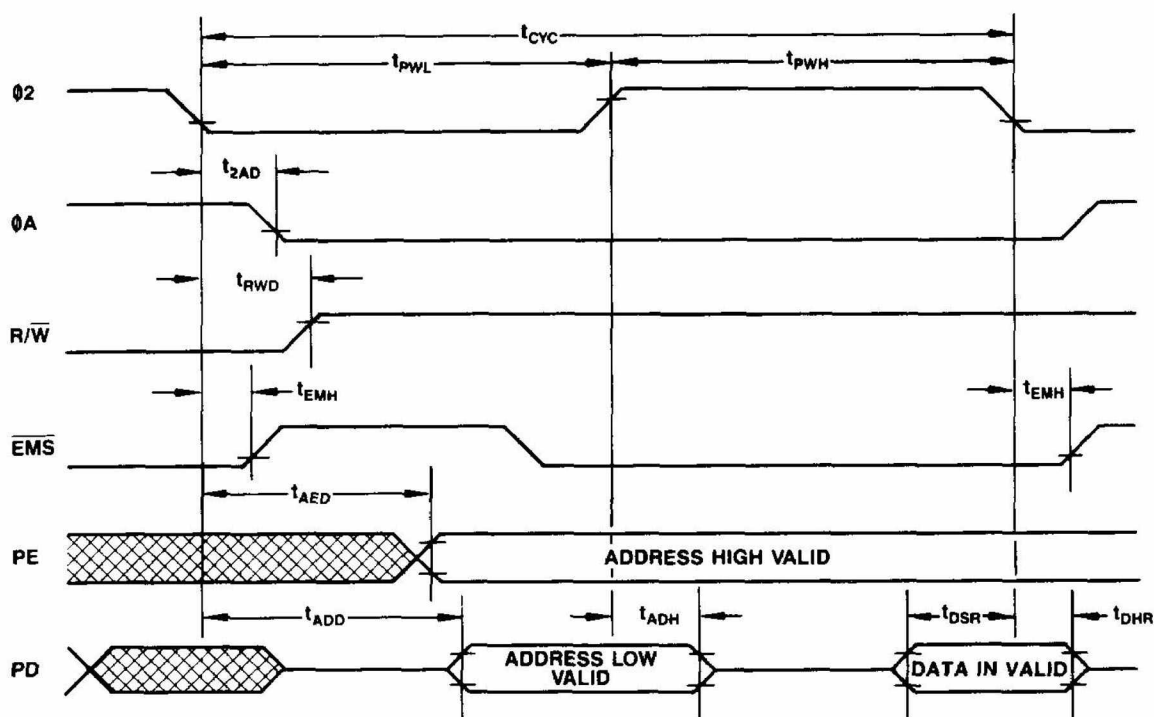 tCYC
tPWL
tPWH
ø2
t2AD
øA
tRWD
R/W̅
tEMH
tEMH
E̅M̅S̅
tAED
PE
ADDRESS HIGH VALID
tADD
tADH
tDSR
tDHR
PD
ADDRESS LOW
VALID
DATA IN VALID